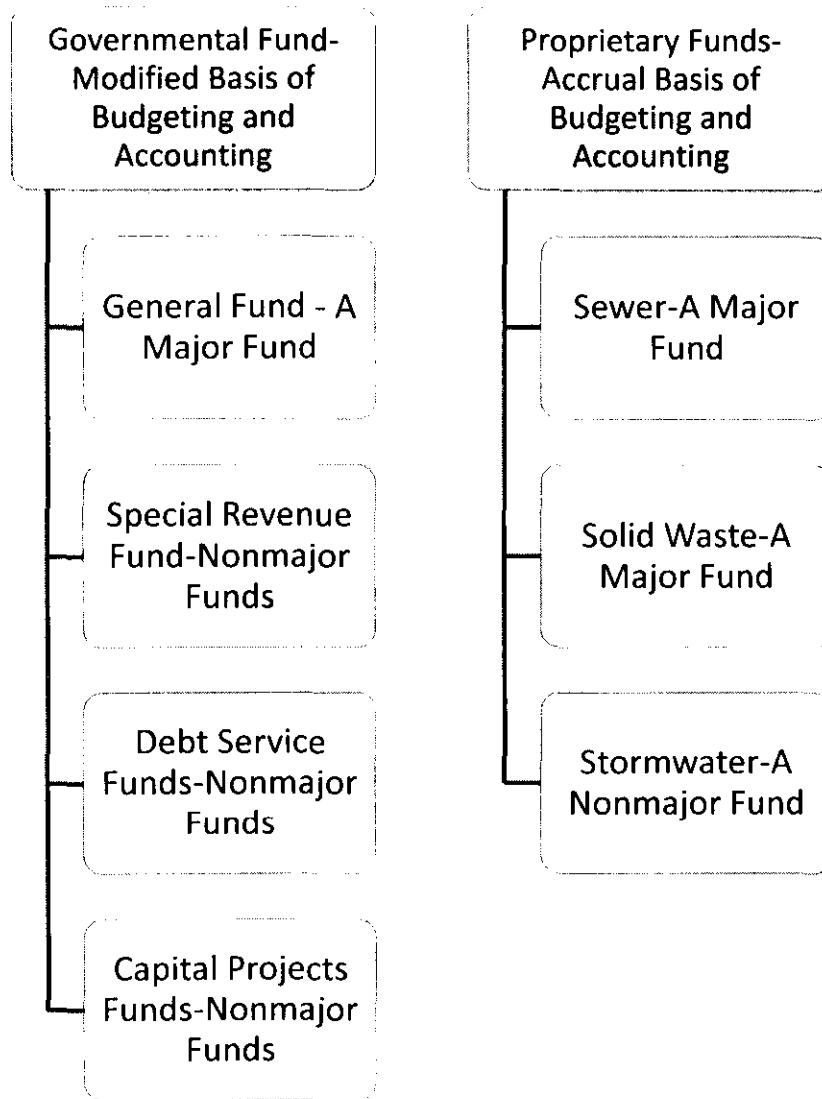 Governmental Fund-
Modified Basis of
Budgeting and
Accounting
General Fund - A
Major Fund
Special Revenue
Fund-Nonmajor
Funds
Debt Service
Funds-Nonmajor
Funds
Capital Projects
Funds-Nonmajor
Funds
Proprietary Funds-
Accrual Basis of
Budgeting and
Accounting
Sewer-A Major
Fund
Solid Waste-A
Major Fund
Stormwater-A
Nonmajor Fund